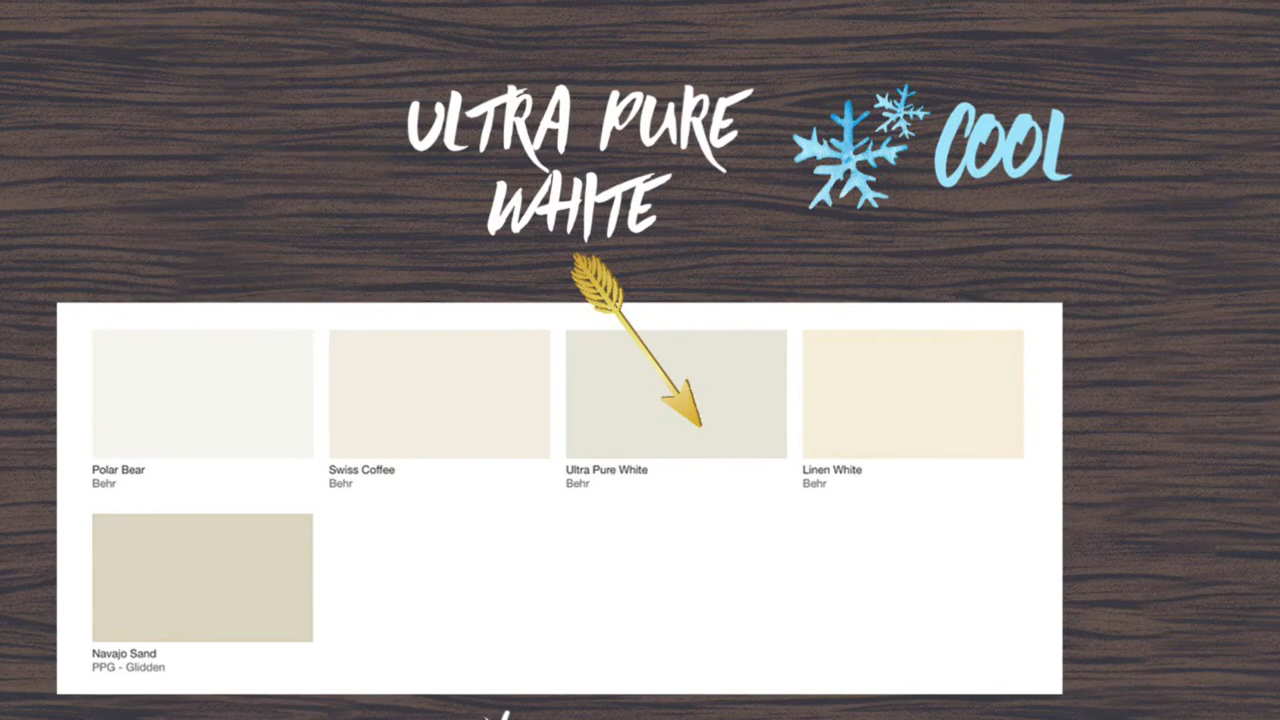 ULTRA PURE
WHITE
COOL
Polar Bear
Behr
Swiss Coffee
Behr
Ultra Pure White
Behr
Linen White
Behr
Navajo Sand
PPG - Glidden